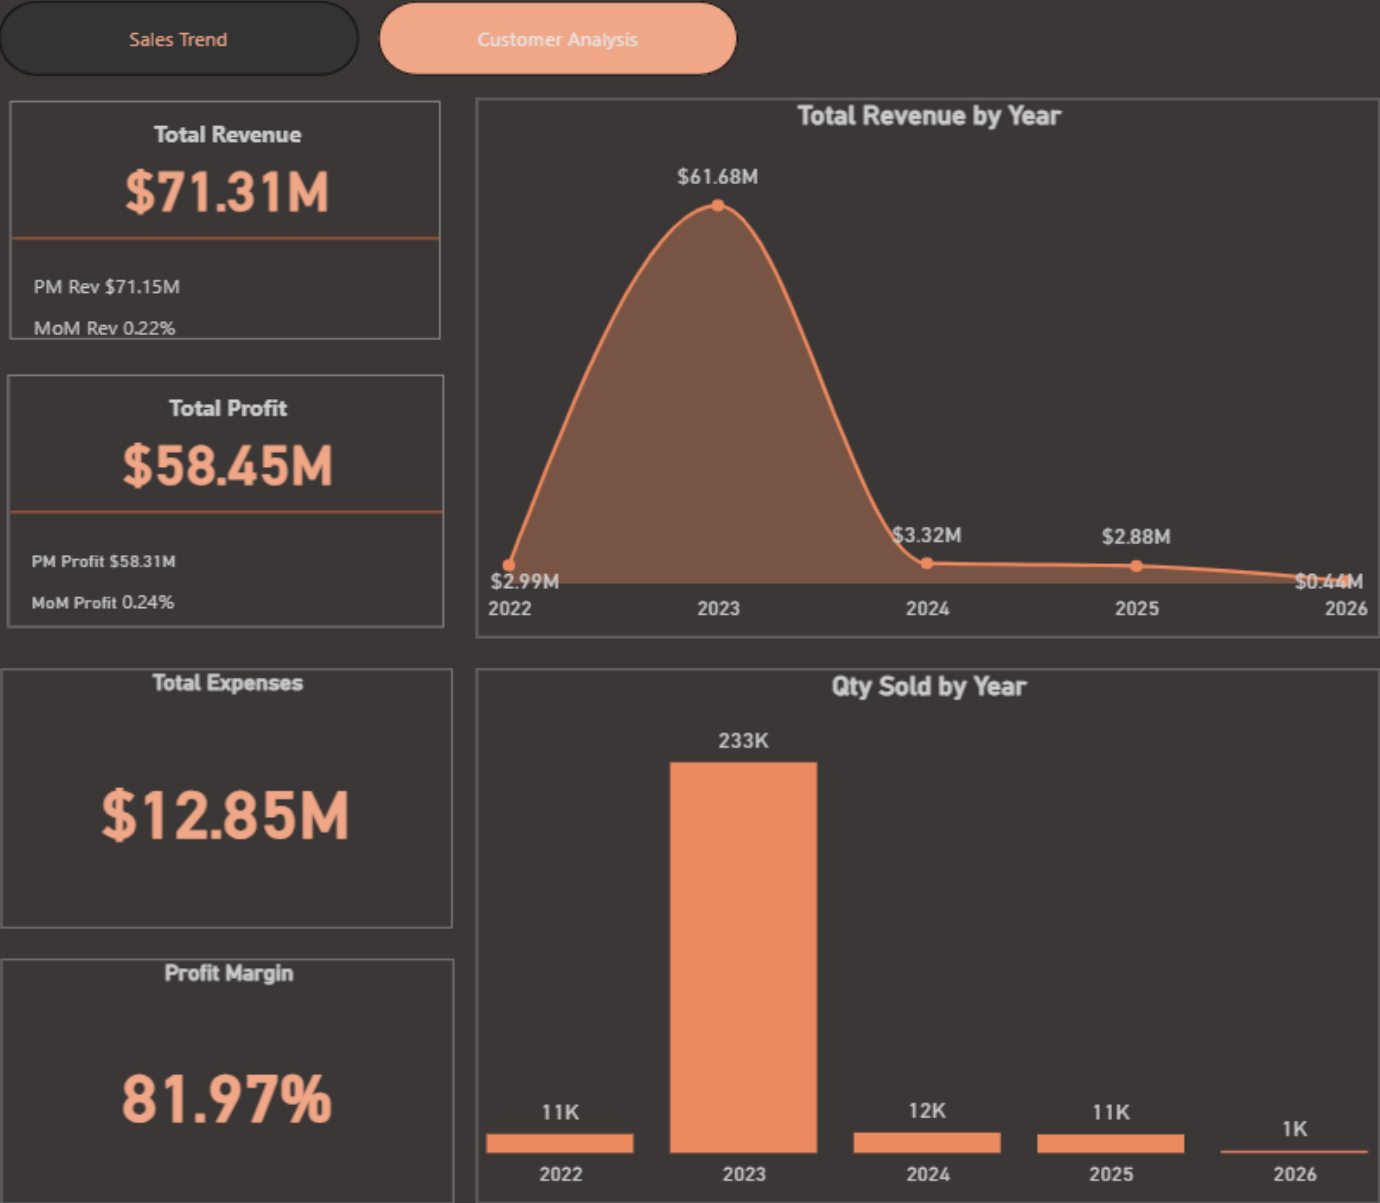 Sales Trend
Customer Analysis
Total Revenue
$71.31M
PM Rev $71.15M
MoM Rev 0.22%
Total Profit
$58.45M
PM Profit $58.31M
MoM Profit 0.24%
Total Expenses
$12.85M
Profit Margin
81.97%
Total Revenue by Year
$61.68M
$3.32M
$2.88M
$2.99M
$0.44M
2022 2023 2024 2025 2026
Qty Sold by Year
233K
11K
12K
11K
1K
2022 2023 2024 2025 2026